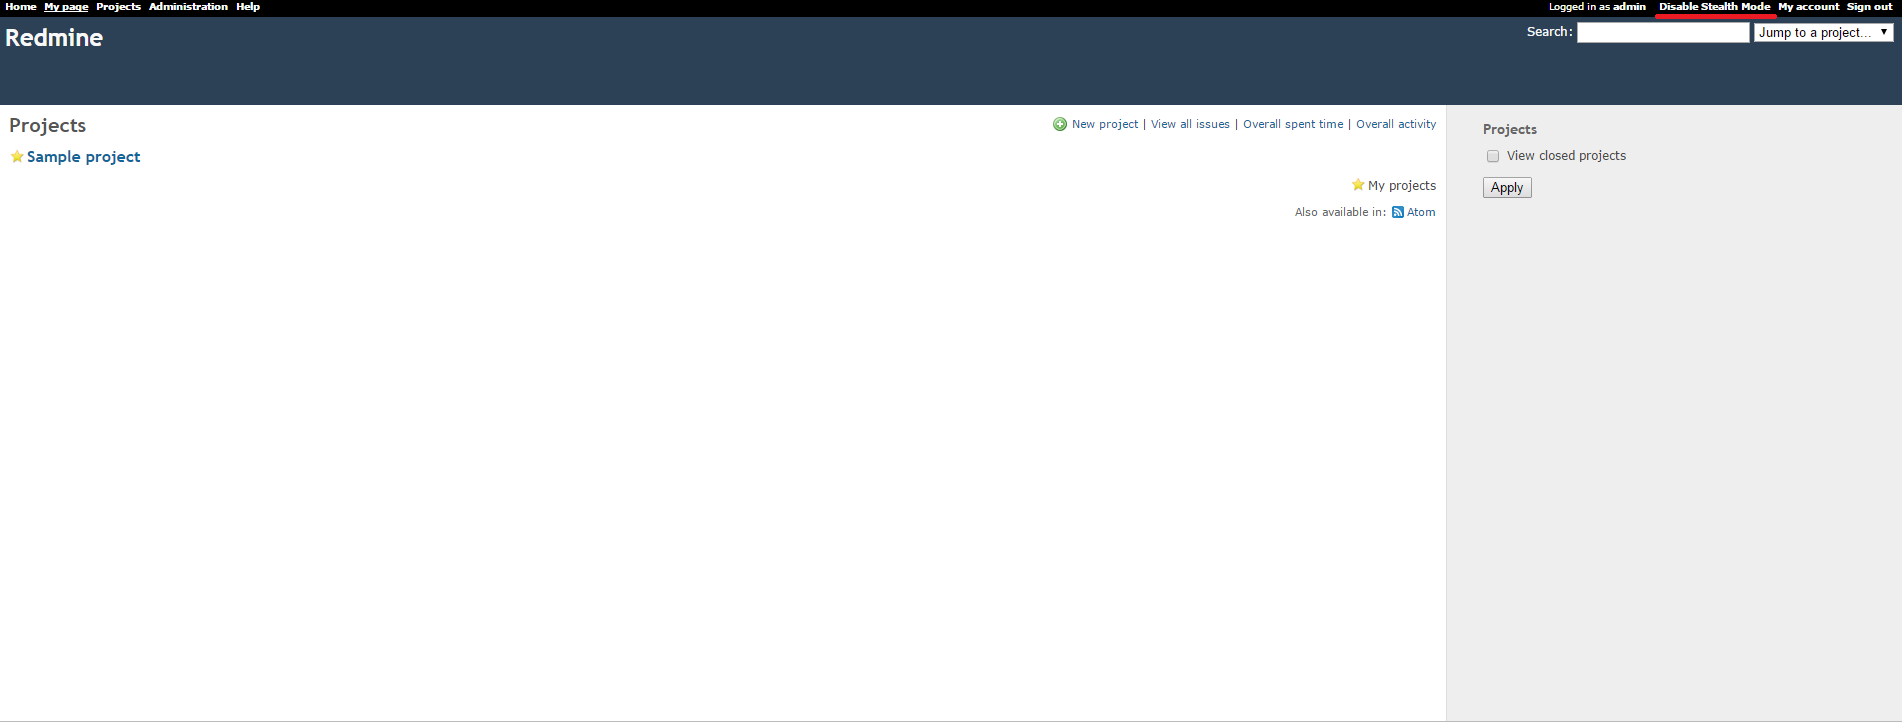 Home My page Projects Administration Help
Logged in as admin Disable Stealth Mode My account Sign out
Redmine
Search: Jump to a project...
Projects
New project | View all issues | Overall spent time | Overall activity
Sample project
My projects
Also available in: Atom
Projects
View closed projects
Apply